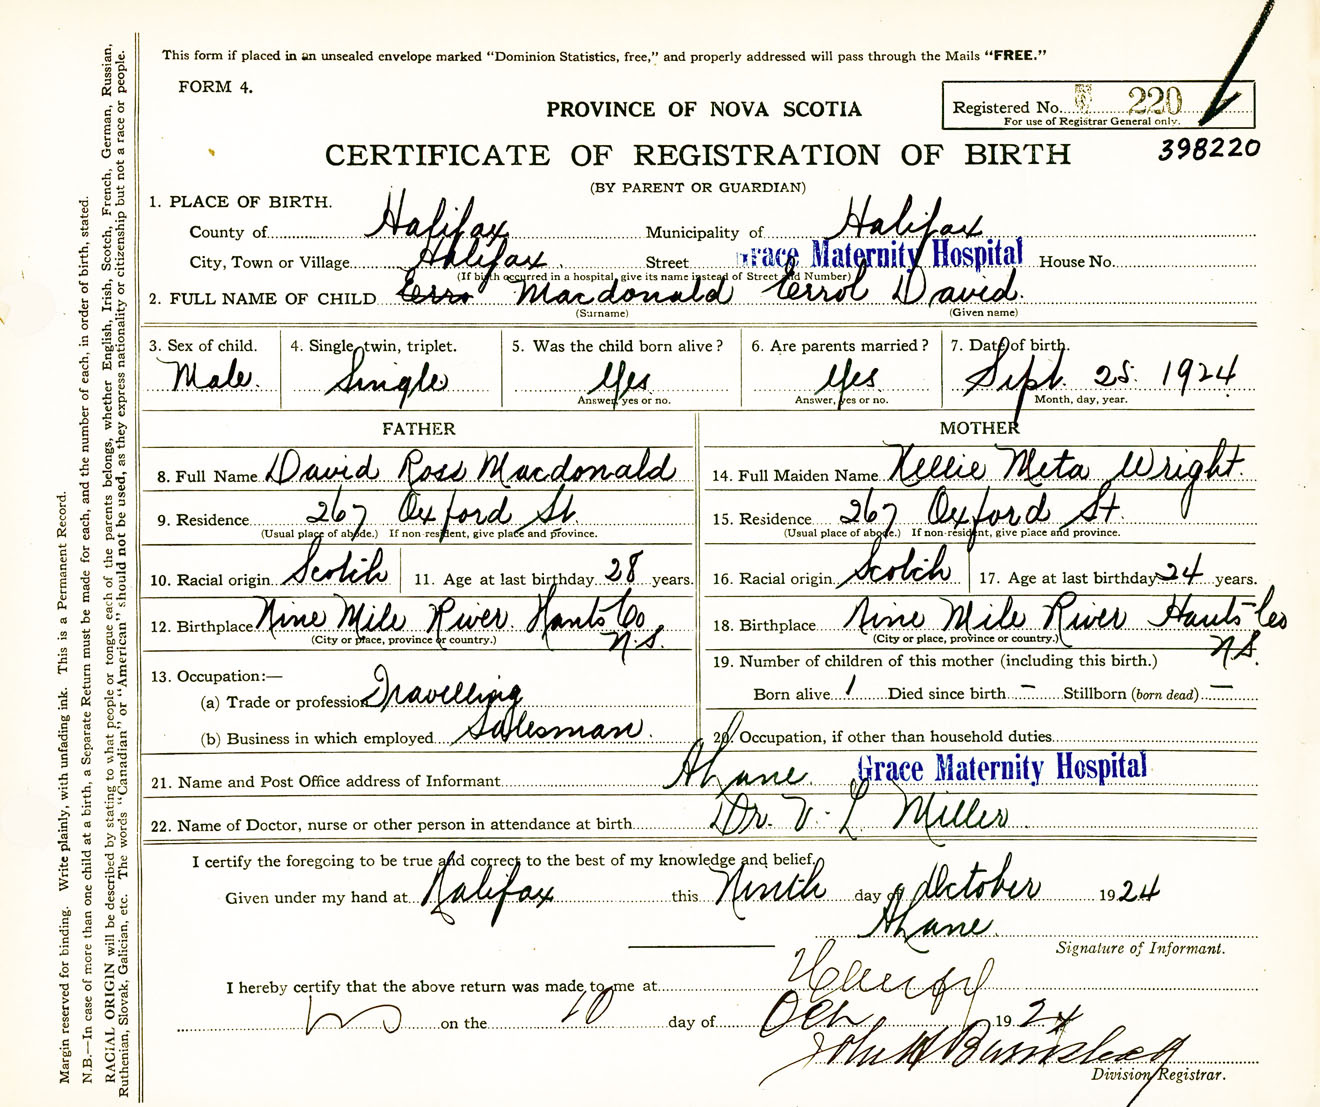 This form if placed in an unsealed envelope marked “Dominion Statistics, free,” and properly addressed will pass through the Mails “FREE.”
FORM 4.
PROVINCE OF NOVA SCOTIA
Registered No. 220
For use of Registrar General only.
398220
CERTIFICATE OF REGISTRATION OF BIRTH
(BY PARENT OR GUARDIAN)
1. PLACE OF BIRTH.
County of Halifax Municipality of Halifax
City, Town or Village Halifax Street Grace Maternity Hospital House No.
(If birth occurred in a hospital, give its name instead of Street and Number)
2. FULL NAME OF CHILD Erro Macdonald Errol David.
(Surname) (Given name)
3. Sex of child. 4. Single, twin, triplet. 5. Was the child born alive? 6. Are parents married? 7. Date of birth.
Male. Single Yes Yes Sept. 25. 1924
Answer, yes or no. Answer, yes or no. Month, day, year.
FATHER MOTHER
8. Full Name David Ross Macdonald 14. Full Maiden Name Nellie Meta Wright.
9. Residence 267 Oxford St. 15. Residence 267 Oxford St.
(Usual place of abode.) If non-resident, give place and province. (Usual place of abode.) If non-resident, give place and province.
10. Racial origin Scotch 11. Age at last birthday 28 years. 16. Racial origin Scotch 17. Age at last birthday 24 years.
12. Birthplace Nine Mile River. Hants Co 18. Birthplace Nine Mile River Hants Co
(City or place, province or country.) N.S. (City or place, province or country.) N.S.
13. Occupation:— 19. Number of children of this mother (including this birth.)
(a) Trade or profession Travelling Born alive 1 Died since birth – Stillborn (born dead) –
(b) Business in which employed Salesman. 20. Occupation, if other than household duties
21. Name and Post Office address of Informant A Lane. Grace Maternity Hospital
22. Name of Doctor, nurse or other person in attendance at birth Dr. V. L Miller
I certify the foregoing to be true and correct to the best of my knowledge and belief.
Given under my hand at Halifax this Ninth day of October 1924
A Lane
Signature of Informant.
I hereby certify that the above return was made to me at
on the 10 day of Oct 1924
John
Division Registrar.
Margin reserved for binding. Write plainly, with unfading ink. This is a Permanent Record.
N.B.—In case of more than one child at a birth, a Separate Return must be made for each, and the number of each, in order of birth, stated.
RACIAL ORIGIN will be described by stating to what people or tongue each of the parents belongs, whether English, Irish, Scotch, French, German, Russian,
Ruthenian, Slovak, Galician, etc. The words “Canadian” or “American” should not be used, as they express nationality or citizenship but not a race or people.